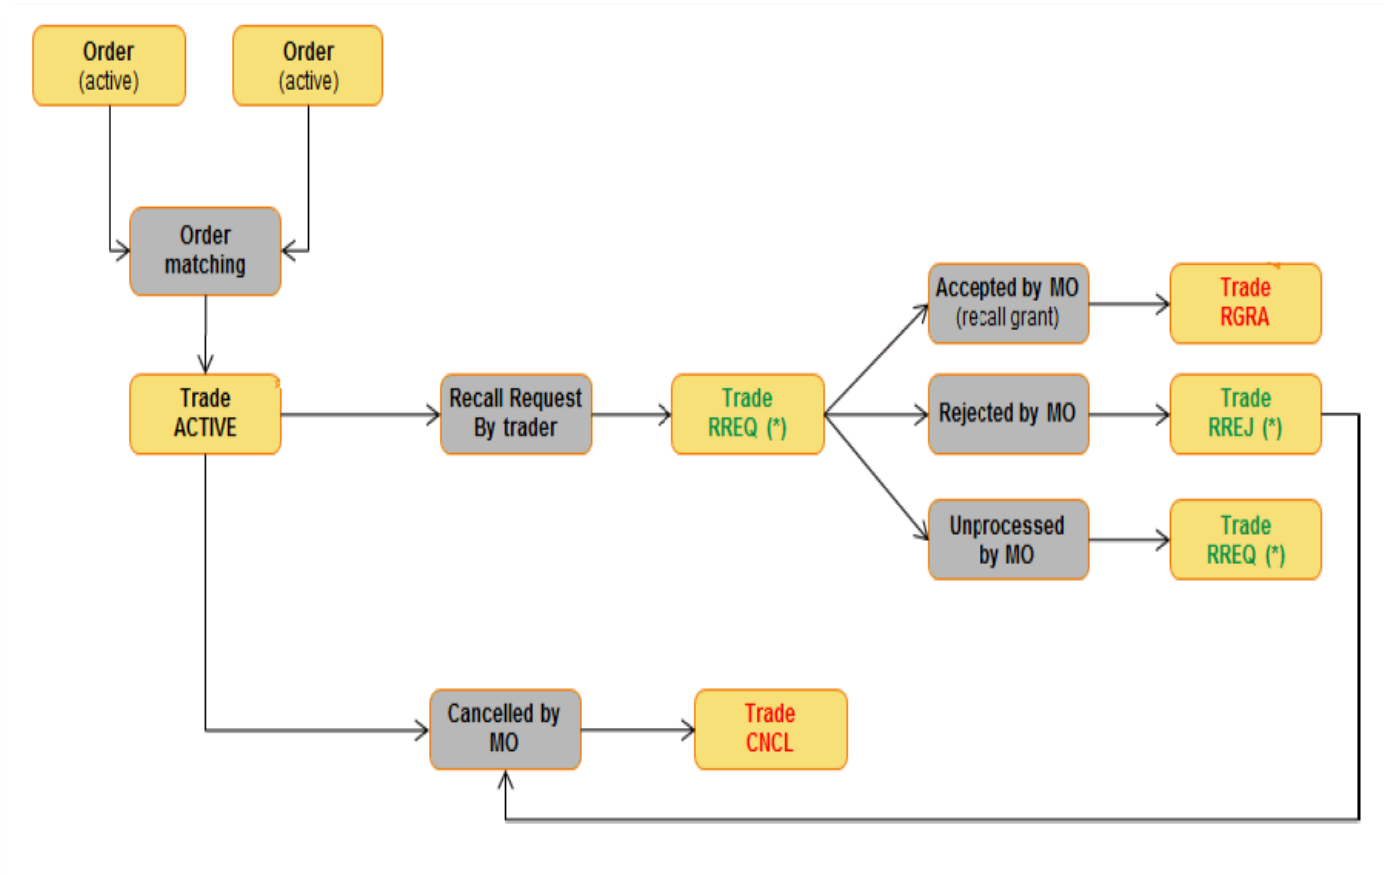 Order
(active)
Order
(active)
Order
matching
Trade
ACTIVE
Recall Request
By trader
Trade
RREQ (*)
Accepted by MO
(recall grant)
Trade
RGRA
Rejected by MO
Trade
RREJ (*)
Unprocessed
by MO
Trade
RREQ (*)
Cancelled by
MO
Trade
CNCL